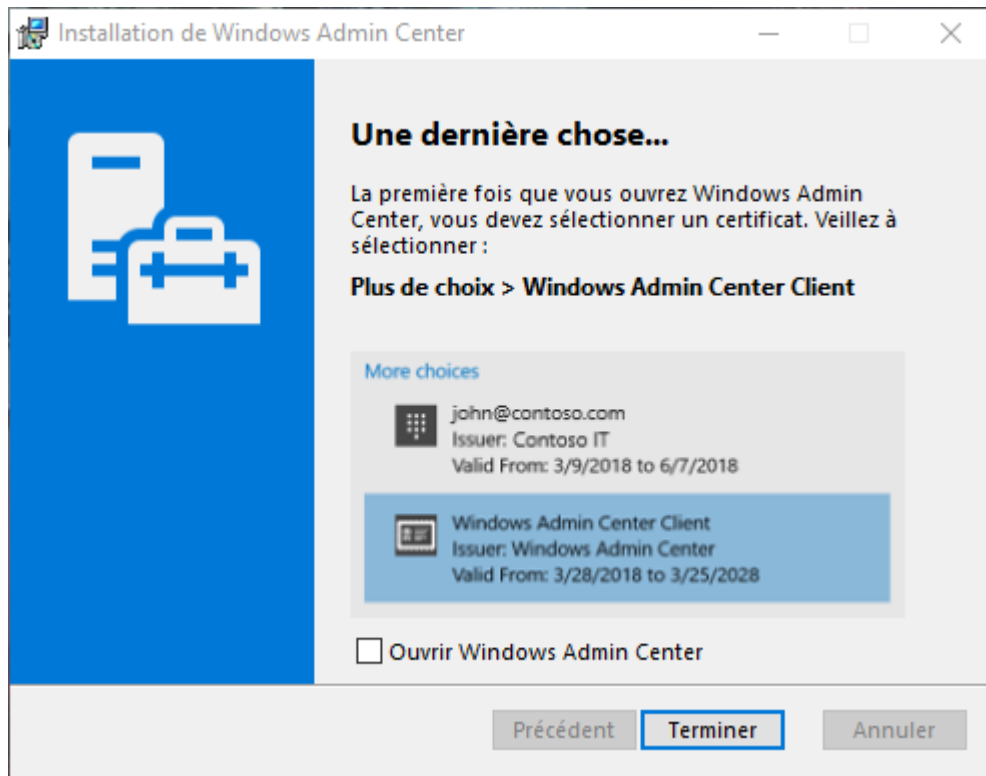 Installation de Windows Admin Center
Une dernière chose...
La première fois que vous ouvrez Windows Admin
Center, vous devez sélectionner un certificat. Veillez à
sélectionner :
Plus de choix > Windows Admin Center Client
More choices
john@contoso.com
Issuer: Contoso IT
Valid From: 3/9/2018 to 6/7/2018
Windows Admin Center Client
Issuer: Windows Admin Center
Valid From: 3/28/2018 to 3/25/2028
Ouvrir Windows Admin Center
Précédent
Terminer
Annuler